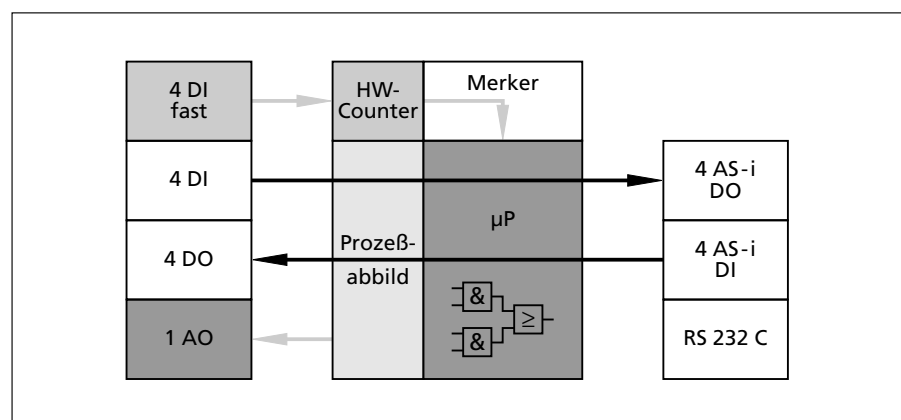 4 DI
fast
HW-
Counter
Merker
4 DI
4 AS-i
DO
µP
4 DO
Prozeß-
abbild
4 AS-i
DI
&
&
≥
1 AO
RS 232 C